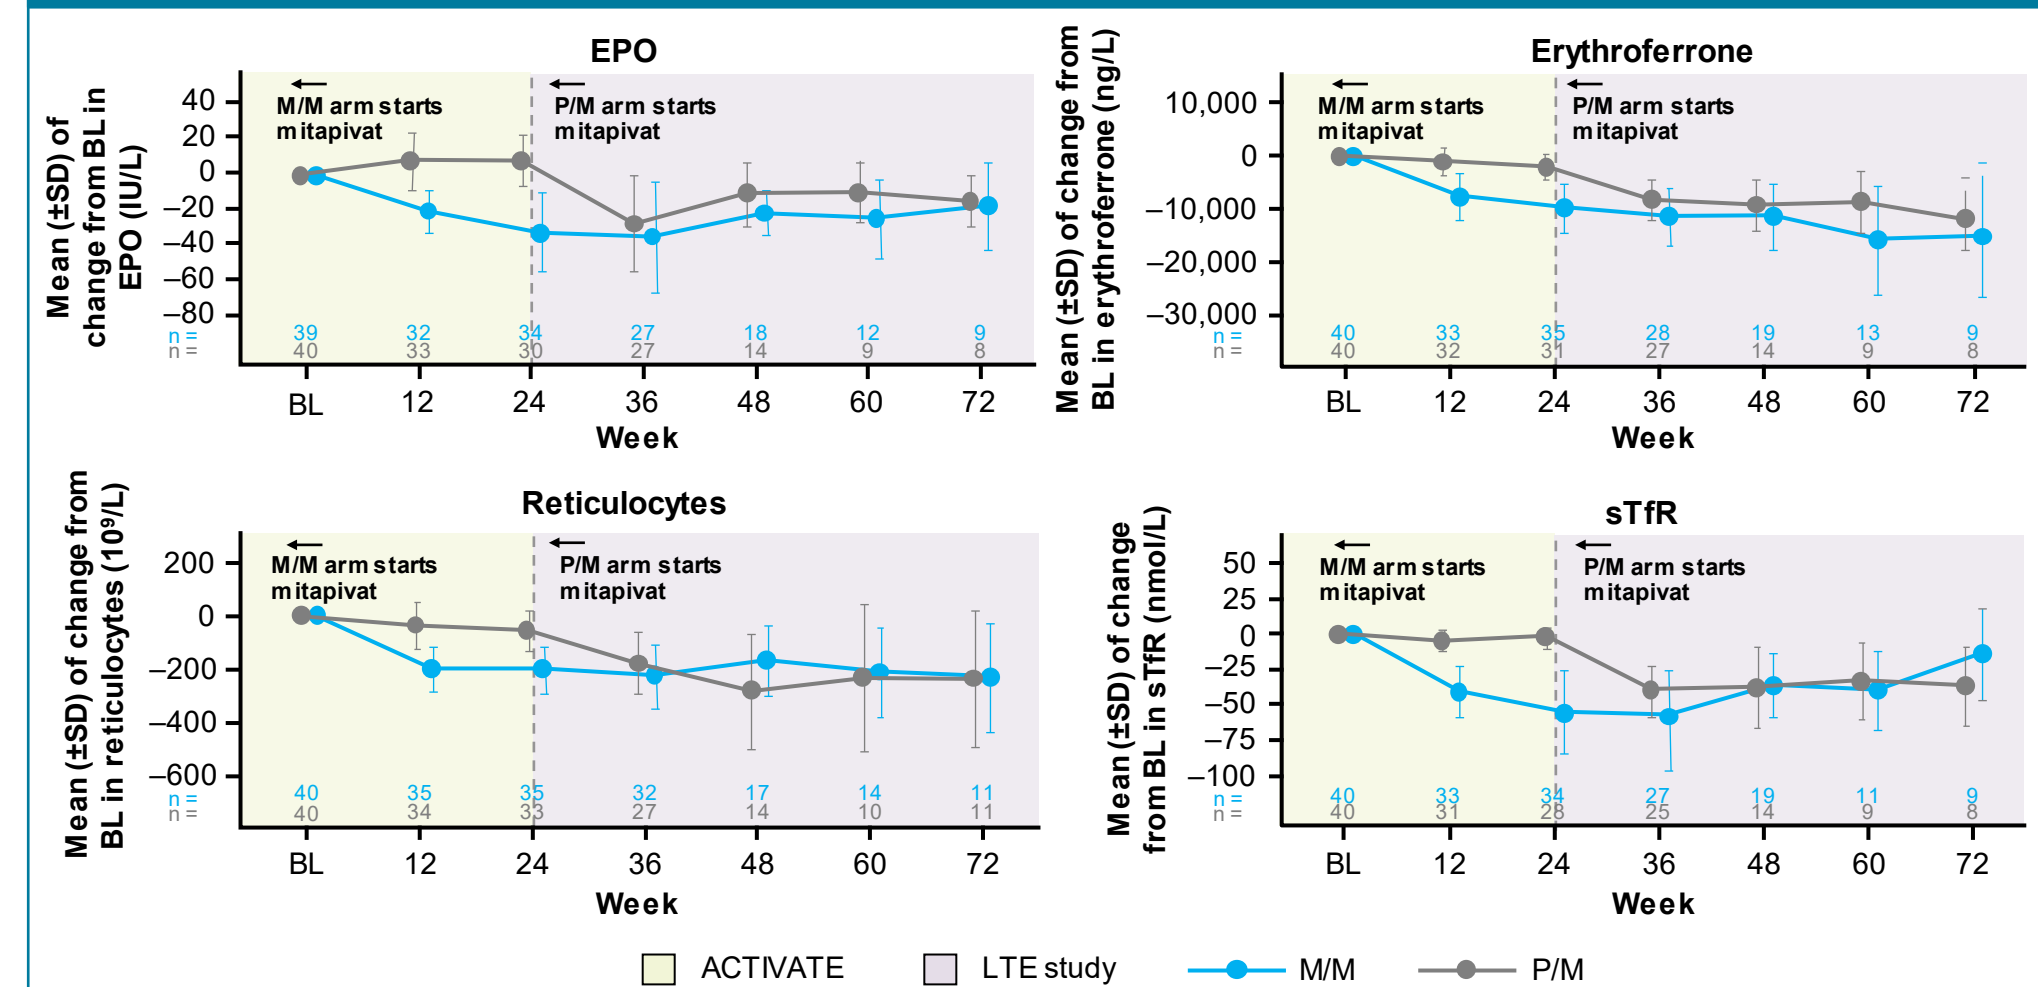 EPO
Mean (±SD) of
change from BL in
EPO (IU/L)
40
20
0
–20
–40
–60
–80
M/M arm starts
mitapivat
P/M arm starts
mitapivat
n = 39 32 34 27 18 12 9
n = 40 33 30 27 14 9 8
BL 12 24 36 48 60 72
Week
Erythroferrone
Mean (±SD) of change from
BL in erythroferrone (ng/L)
10,000
0
–10,000
–20,000
–30,000
M/M arm starts
mitapivat
P/M arm starts
mitapivat
n = 40 33 35 28 19 13 9
n = 40 32 31 27 14 9 8
BL 12 24 36 48 60 72
Week
Reticulocytes
Mean (±SD) of change from
BL in reticulocytes (10⁹/L)
200
0
–200
–400
–600
M/M arm starts
mitapivat
P/M arm starts
mitapivat
n = 40 35 35 32 17 14 11
n = 40 34 33 27 14 10 11
BL 12 24 36 48 60 72
Week
sTfR
Mean (±SD) of change
from BL in sTfR (nmol/L)
50
25
0
–25
–50
–75
–100
M/M arm starts
mitapivat
P/M arm starts
mitapivat
n = 40 33 34 27 19 11 9
n = 40 31 28 25 14 9 8
BL 12 24 36 48 60 72
Week
ACTIVATE LTE study M/M P/M